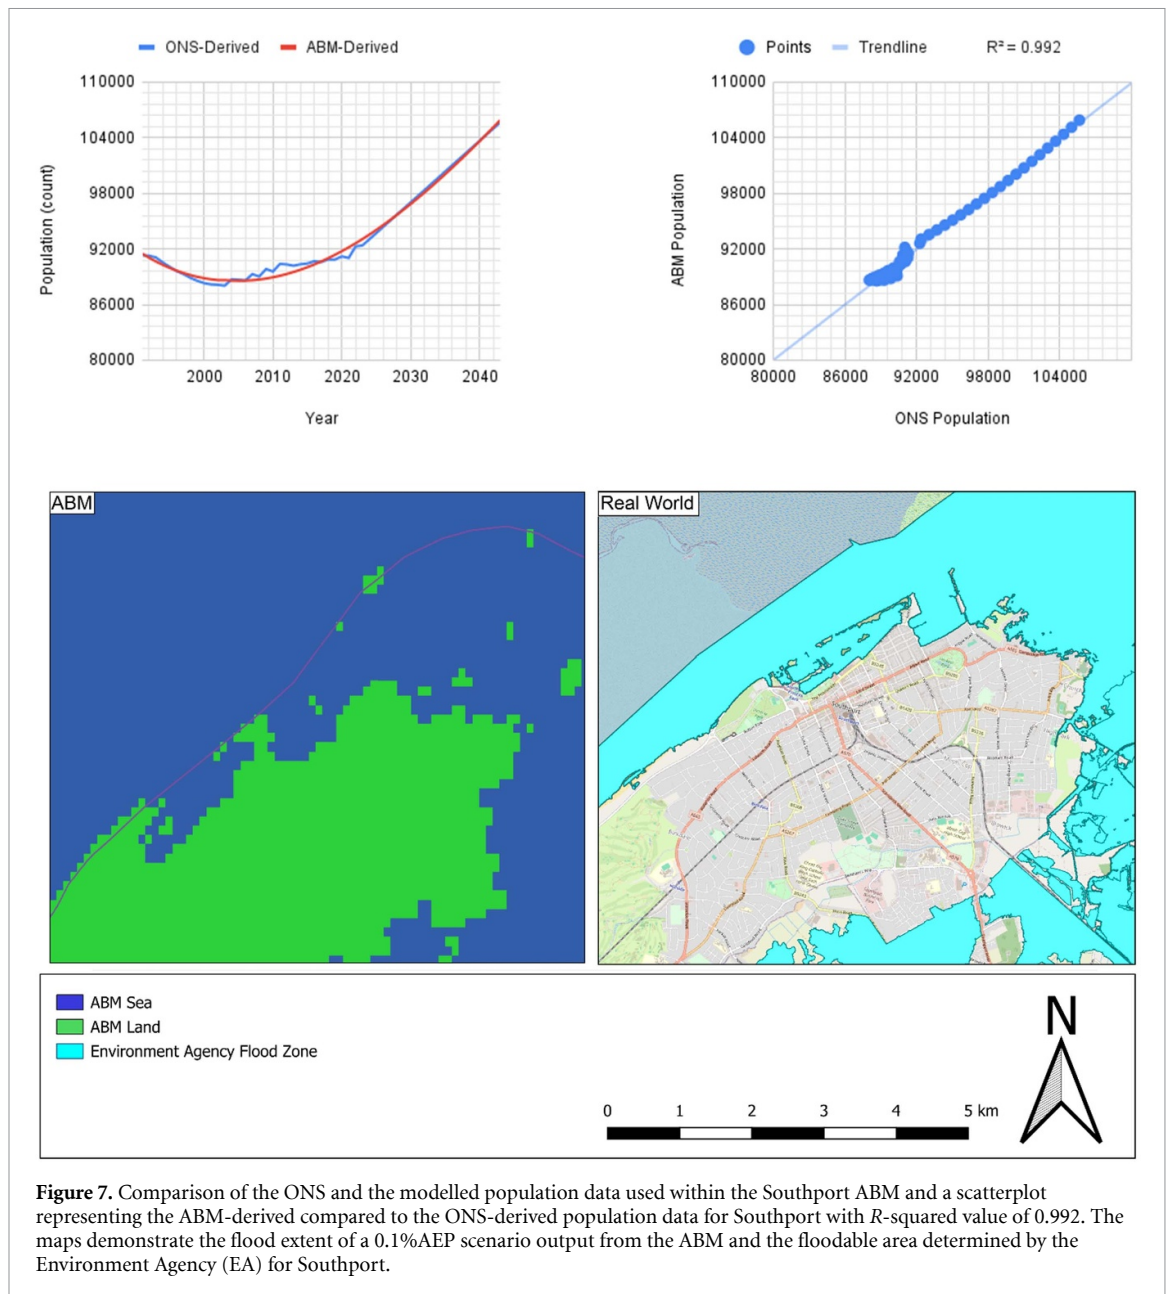 ONS-Derived ABM-Derived
110000
104000
98000
92000
86000
80000
Population (count)
2000 2010 2020 2030 2040
Year
Points Trendline R² = 0.992
110000
104000
98000
92000
86000
80000
ABM Population
80000 86000 92000 98000 104000
ONS Population
ABM
Real World
Southport
ABM Sea
ABM Land
Environment Agency Flood Zone
0 1 2 3 4 5 km
N
Figure 7. Comparison of the ONS and the modelled population data used within the Southport ABM and a scatterplot
representing the ABM-derived compared to the ONS-derived population data for Southport with R-squared value of 0.992. The
maps demonstrate the flood extent of a 0.1%AEP scenario output from the ABM and the floodable area determined by the
Environment Agency (EA) for Southport.